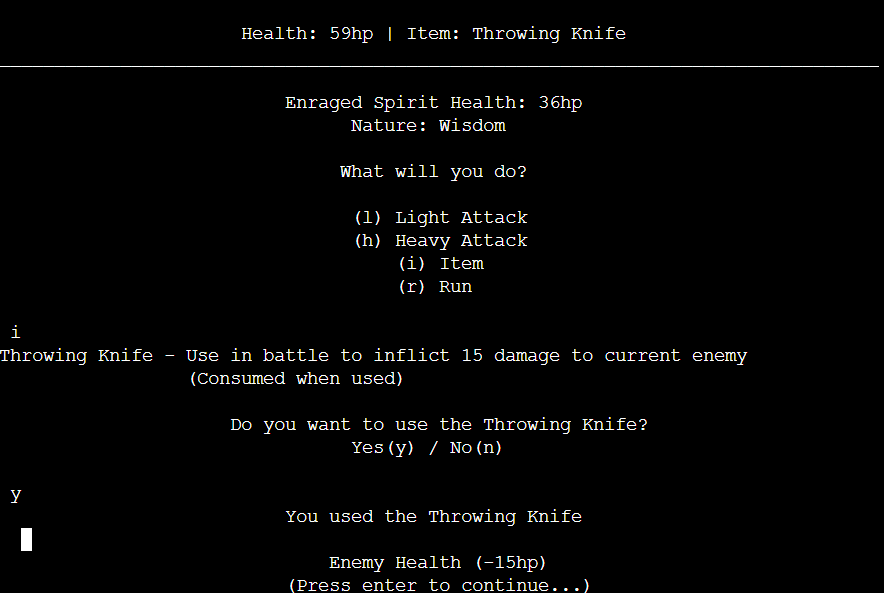 Health: 59hp | Item: Throwing Knife
Enraged Spirit Health: 36hp
Nature: Wisdom
What will you do?
(l) Light Attack
(h) Heavy Attack
(i) Item
(r) Run
i
Throwing Knife - Use in battle to inflict 15 damage to current enemy
(Consumed when used)
Do you want to use the Throwing Knife?
Yes(y) / No(n)
y
You used the Throwing Knife
Enemy Health (-15hp)
(Press enter to continue...)